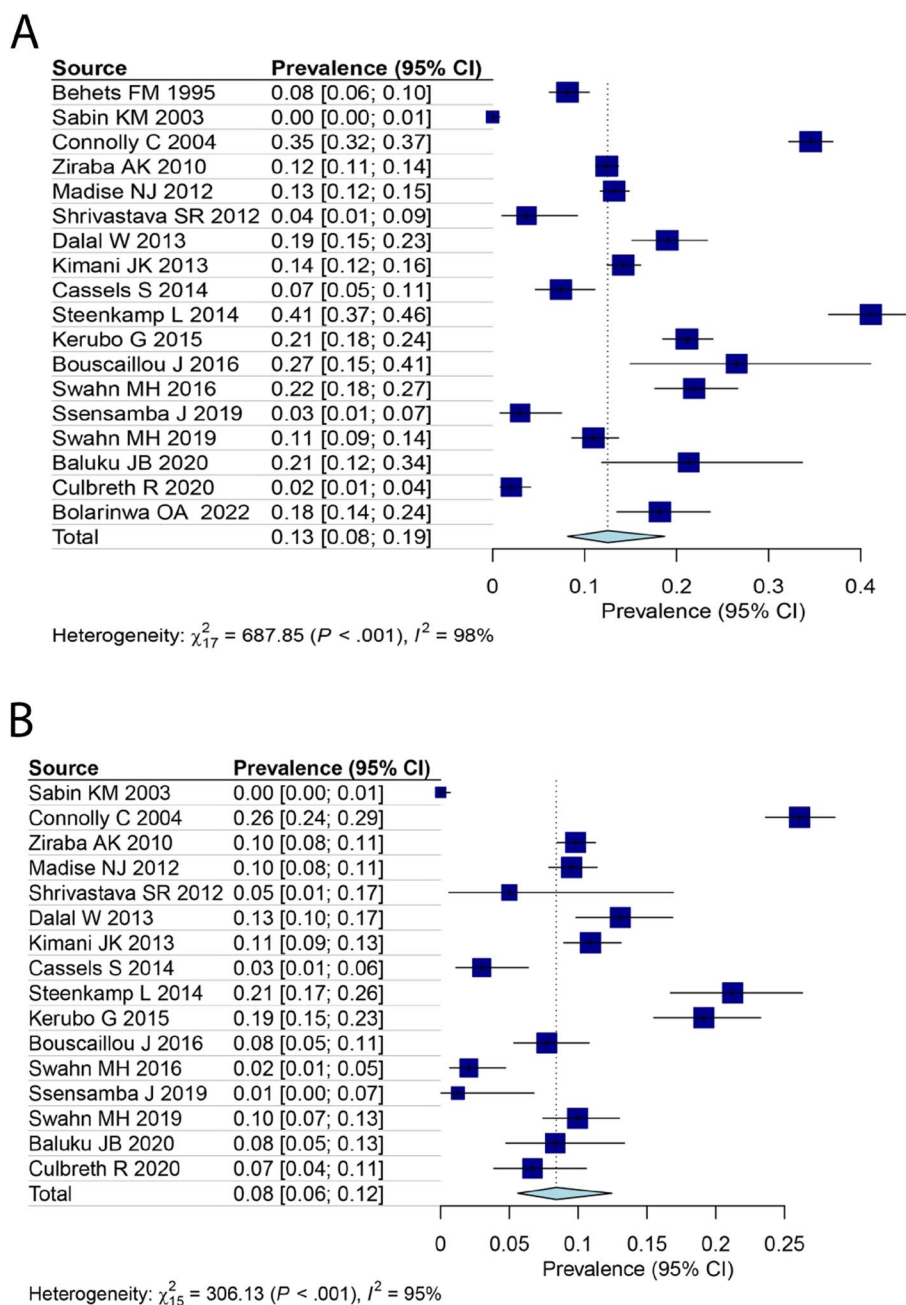 A
Source Prevalence (95% CI)
Behets FM 1995 0.08 [0.06; 0.10]
Sabin KM 2003 0.00 [0.00; 0.01]
Connolly C 2004 0.35 [0.32; 0.37]
Ziraba AK 2010 0.12 [0.11; 0.14]
Madise NJ 2012 0.13 [0.12; 0.15]
Shrivastava SR 2012 0.04 [0.01; 0.09]
Dalal W 2013 0.19 [0.15; 0.23]
Kimani JK 2013 0.14 [0.12; 0.16]
Cassels S 2014 0.07 [0.05; 0.11]
Steenkamp L 2014 0.41 [0.37; 0.46]
Kerubo G 2015 0.21 [0.18; 0.24]
Bouscaillou J 2016 0.27 [0.15; 0.41]
Swahn MH 2016 0.22 [0.18; 0.27]
Ssensamba J 2019 0.03 [0.01; 0.07]
Swahn MH 2019 0.11 [0.09; 0.14]
Baluku JB 2020 0.21 [0.12; 0.34]
Culbreth R 2020 0.02 [0.01; 0.04]
Bolarinwa OA 2022 0.18 [0.14; 0.24]
Total 0.13 [0.08; 0.19]
0 0.1 0.2 0.3 0.4
Prevalence (95% CI)
Heterogeneity: χ²₁₇ = 687.85 (P < .001), I² = 98%
B
Source Prevalence (95% CI)
Sabin KM 2003 0.00 [0.00; 0.01]
Connolly C 2004 0.26 [0.24; 0.29]
Ziraba AK 2010 0.10 [0.08; 0.11]
Madise NJ 2012 0.10 [0.08; 0.11]
Shrivastava SR 2012 0.05 [0.01; 0.17]
Dalal W 2013 0.13 [0.10; 0.17]
Kimani JK 2013 0.11 [0.09; 0.13]
Cassels S 2014 0.03 [0.01; 0.06]
Steenkamp L 2014 0.21 [0.17; 0.26]
Kerubo G 2015 0.19 [0.15; 0.23]
Bouscaillou J 2016 0.08 [0.05; 0.11]
Swahn MH 2016 0.02 [0.01; 0.05]
Ssensamba J 2019 0.01 [0.00; 0.07]
Swahn MH 2019 0.10 [0.07; 0.13]
Baluku JB 2020 0.08 [0.05; 0.13]
Culbreth R 2020 0.07 [0.04; 0.11]
Total 0.08 [0.06; 0.12]
0 0.05 0.1 0.15 0.2 0.25
Prevalence (95% CI)
Heterogeneity: χ²₁₅ = 306.13 (P < .001), I² = 95%